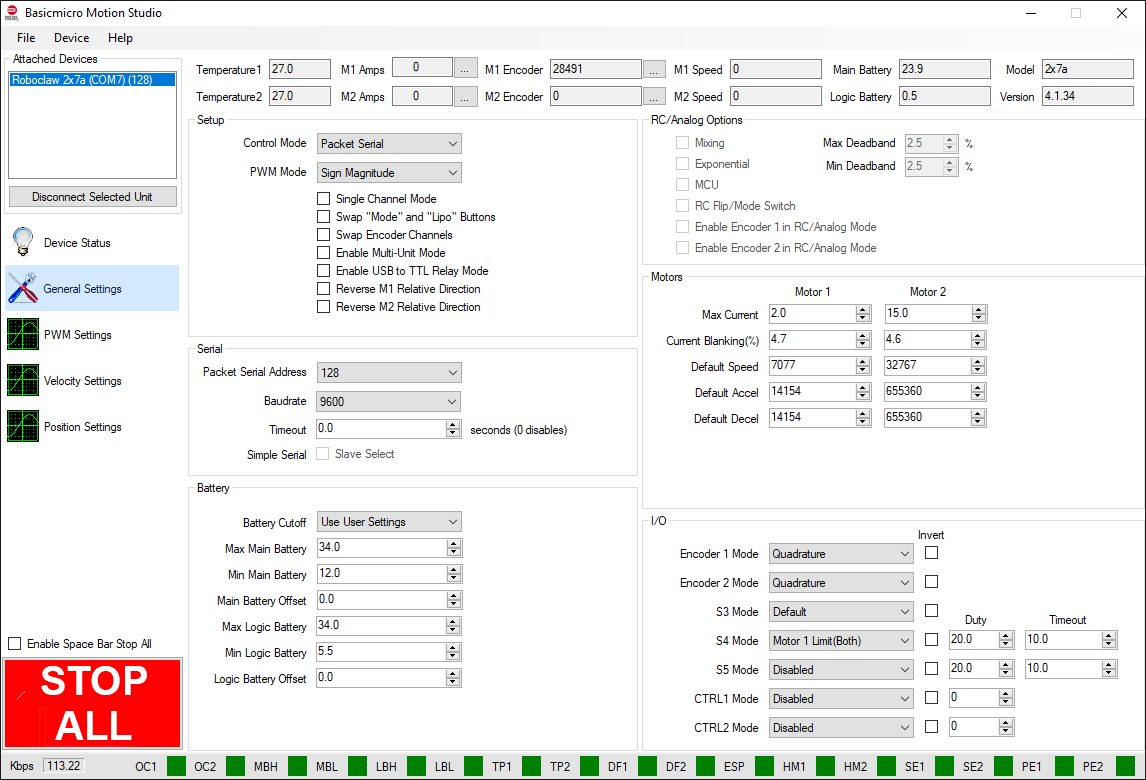 Basicmicro Motion Studio
File Device Help
Attached Devices
Roboclaw 2x7a (COM7) (128)
Disconnect Selected Unit
Temperature1 27.0 M1 Amps 0 ... M1 Encoder 28491 ... M1 Speed 0 Main Battery 23.9 Model 2x7a
Temperature2 27.0 M2 Amps 0 ... M2 Encoder 0 ... M2 Speed 0 Logic Battery 0.5 Version 4.1.34
Device Status
General Settings
PWM Settings
Velocity Settings
Position Settings
Enable Space Bar Stop All
STOP
ALL
Setup
Control Mode Packet Serial
PWM Mode Sign Magnitude
Single Channel Mode
Swap "Mode" and "Lipo" Buttons
Swap Encoder Channels
Enable Multi-Unit Mode
Enable USB to TTL Relay Mode
Reverse M1 Relative Direction
Reverse M2 Relative Direction
Serial
Packet Serial Address 128
Baudrate 9600
Timeout 0.0 seconds (0 disables)
Simple Serial Slave Select
Battery
Battery Cutoff Use User Settings
Max Main Battery 34.0
Min Main Battery 12.0
Main Battery Offset 0.0
Max Logic Battery 34.0
Min Logic Battery 5.5
Logic Battery Offset 0.0
RC/Analog Options
Mixing Max Deadband 2.5 %
Exponential Min Deadband 2.5 %
MCU
RC Flip/Mode Switch
Enable Encoder 1 in RC/Analog Mode
Enable Encoder 2 in RC/Analog Mode
Motors
Motor 1 Motor 2
Max Current 2.0 15.0
Current Blanking(%) 4.7 4.6
Default Speed 7077 32767
Default Accel 14154 655360
Default Decel 14154 655360
I/O
Invert
Encoder 1 Mode Quadrature
Encoder 2 Mode Quadrature
S3 Mode Default
Duty Timeout
S4 Mode Motor 1 Limit(Both) 20.0 10.0
S5 Mode Disabled 20.0 10.0
CTRL1 Mode Disabled 0
CTRL2 Mode Disabled 0
Kbps 113.22 OC1 OC2 MBH MBL LBH LBL TP1 TP2 DF1 DF2 ESP HM1 HM2 SE1 SE2 PE1 PE2